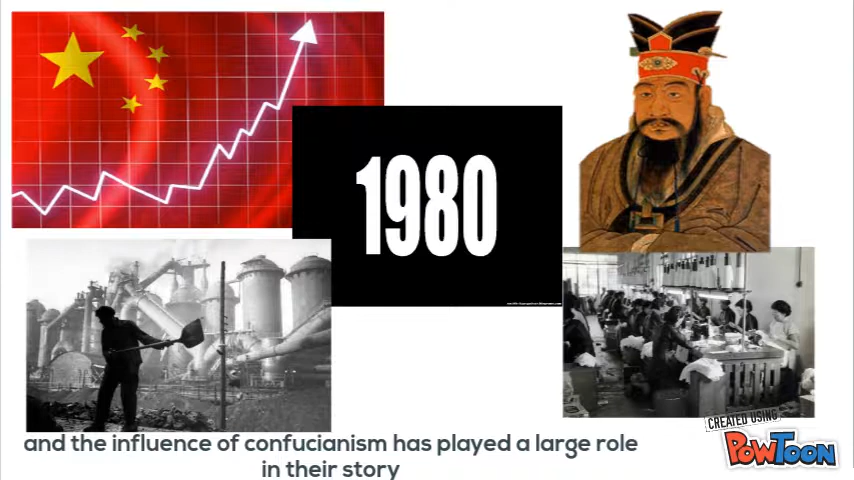 1980
and the influence of confucianism has played a large role
in their story
CREATED USING
POWTOON